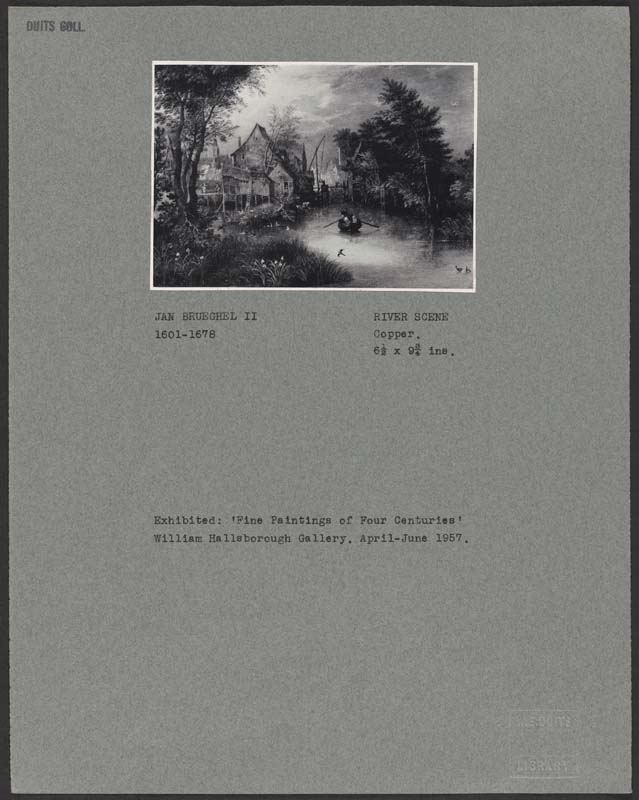 DUITS COLL.
JAN BRUEGHEL II
1601-1678
RIVER SCENE
Copper.
6½ x 9¾ ins.
Exhibited: 'Fine Paintings of Four Centuries'
William Hallsborough Gallery. April-June 1957.
LIBRARY